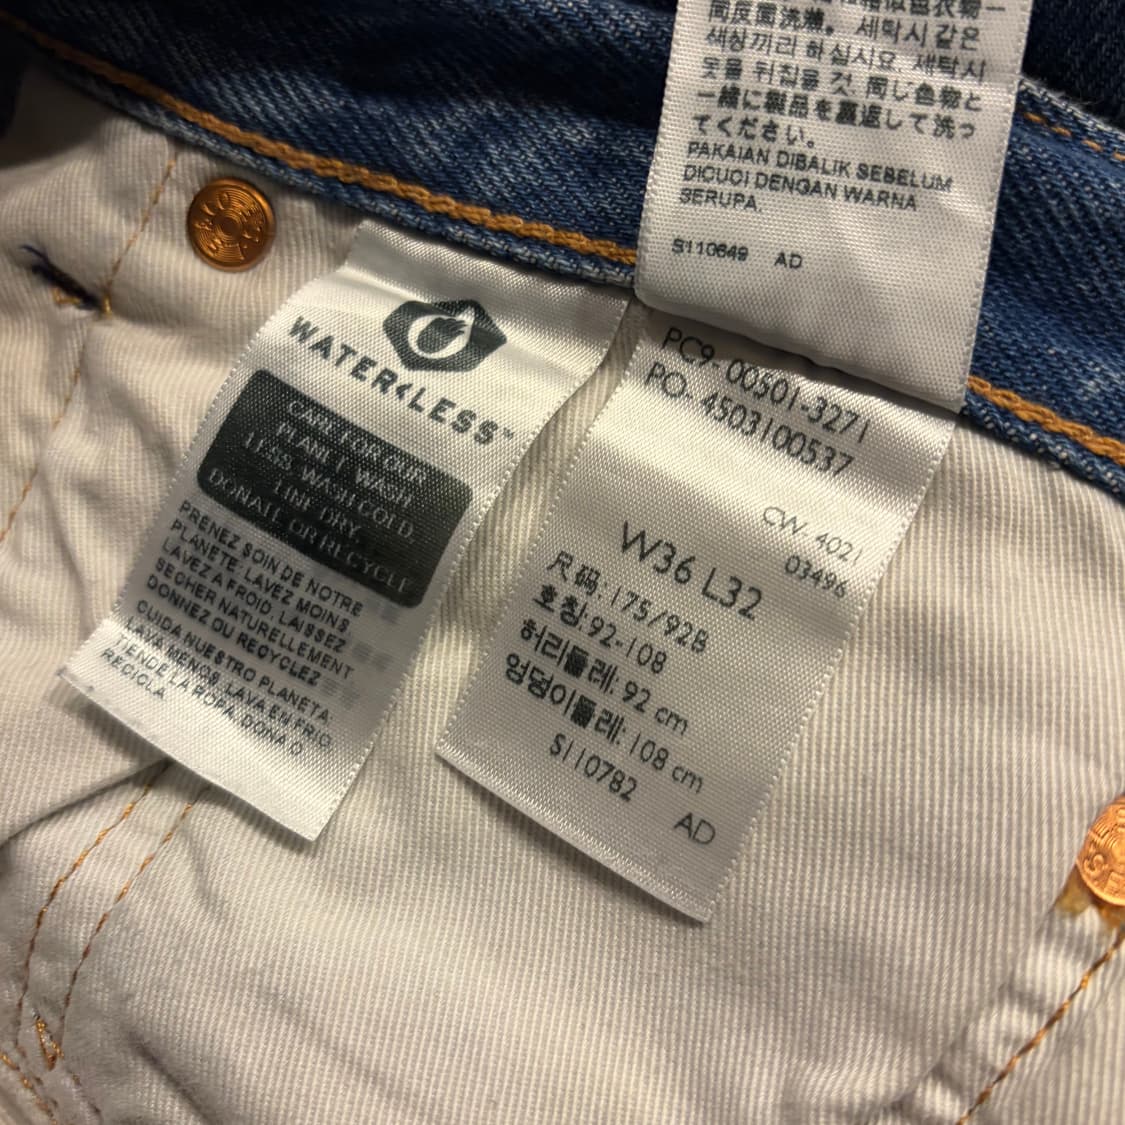 同反面洗滌。세탁시 같은
색상끼리 하십시요. 세탁시
옷을 뒤집을 것. 同じ色物と
一緒に製品を裏返して洗っ
てください。
PAKAIAN DIBALIK SEBELUM
DICUCI DENGAN WARNA
SERUPA.
S110649 AD
WATER<LESS™
CARE FOR OUR
PLANET: WASH
LESS, WASH COLD,
LINE DRY,
DONATE OR RECYCLE
PRENEZ SOIN DE NOTRE
PLANÈTE: LAVEZ MOINS,
LAVEZ A FROID, LAISSEZ
SÉCHER NATURELLEMENT
DONNEZ OU RECYCLEZ
CUIDA NUESTRO PLANETA.
LAVA MENOS, LAVA EN FRIO
TIENDE LA ROPA, DONA O
RECICLA
PC9- 00501-3271
PO- 4503100537
CW- 4021
03496
W36 L32
尺码: 175/92B
호칭: 92-108
허리둘레: 92 cm
엉덩이둘레: 108 cm
S110782
AD